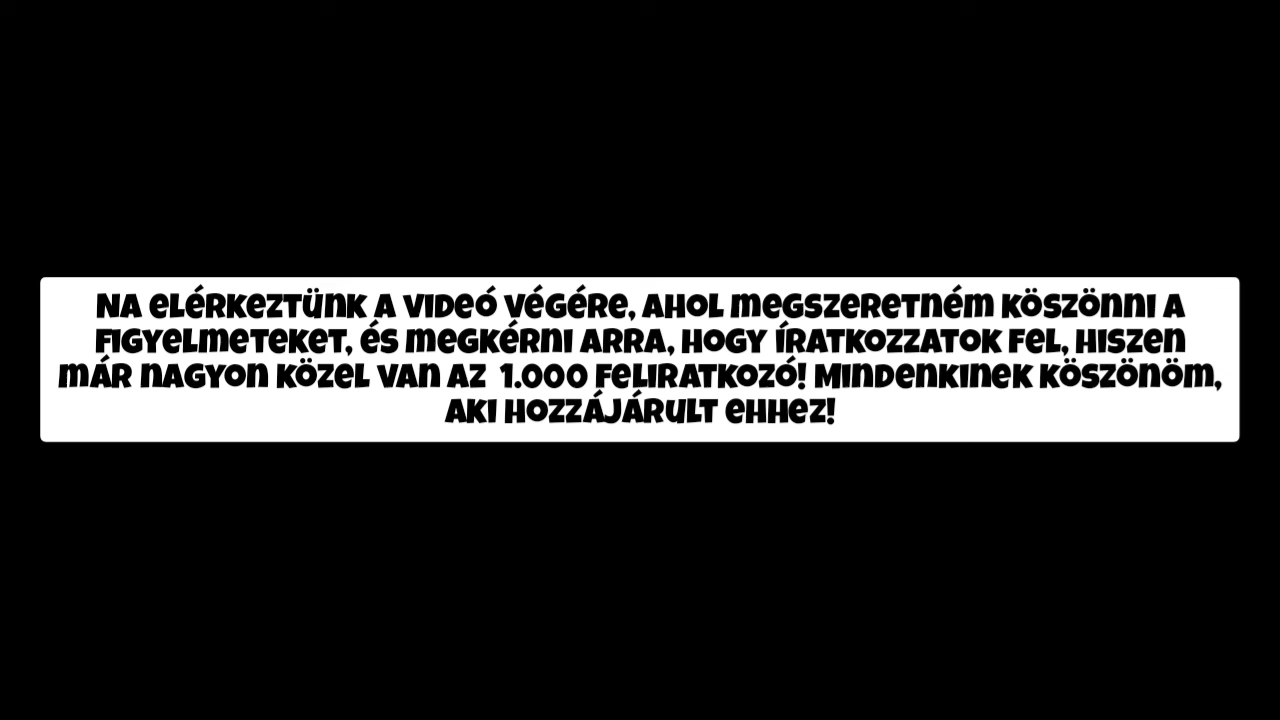 Na elérkeztünk a videó végére, ahol megszeretném köszönni a
figyelmeteket, és megkérni arra, hogy íratkozzatok fel, hiszen
már nagyon közel van az 1.000 feliratkozó! Mindenkinek köszönöm,
aki hozzájárult ehhez!